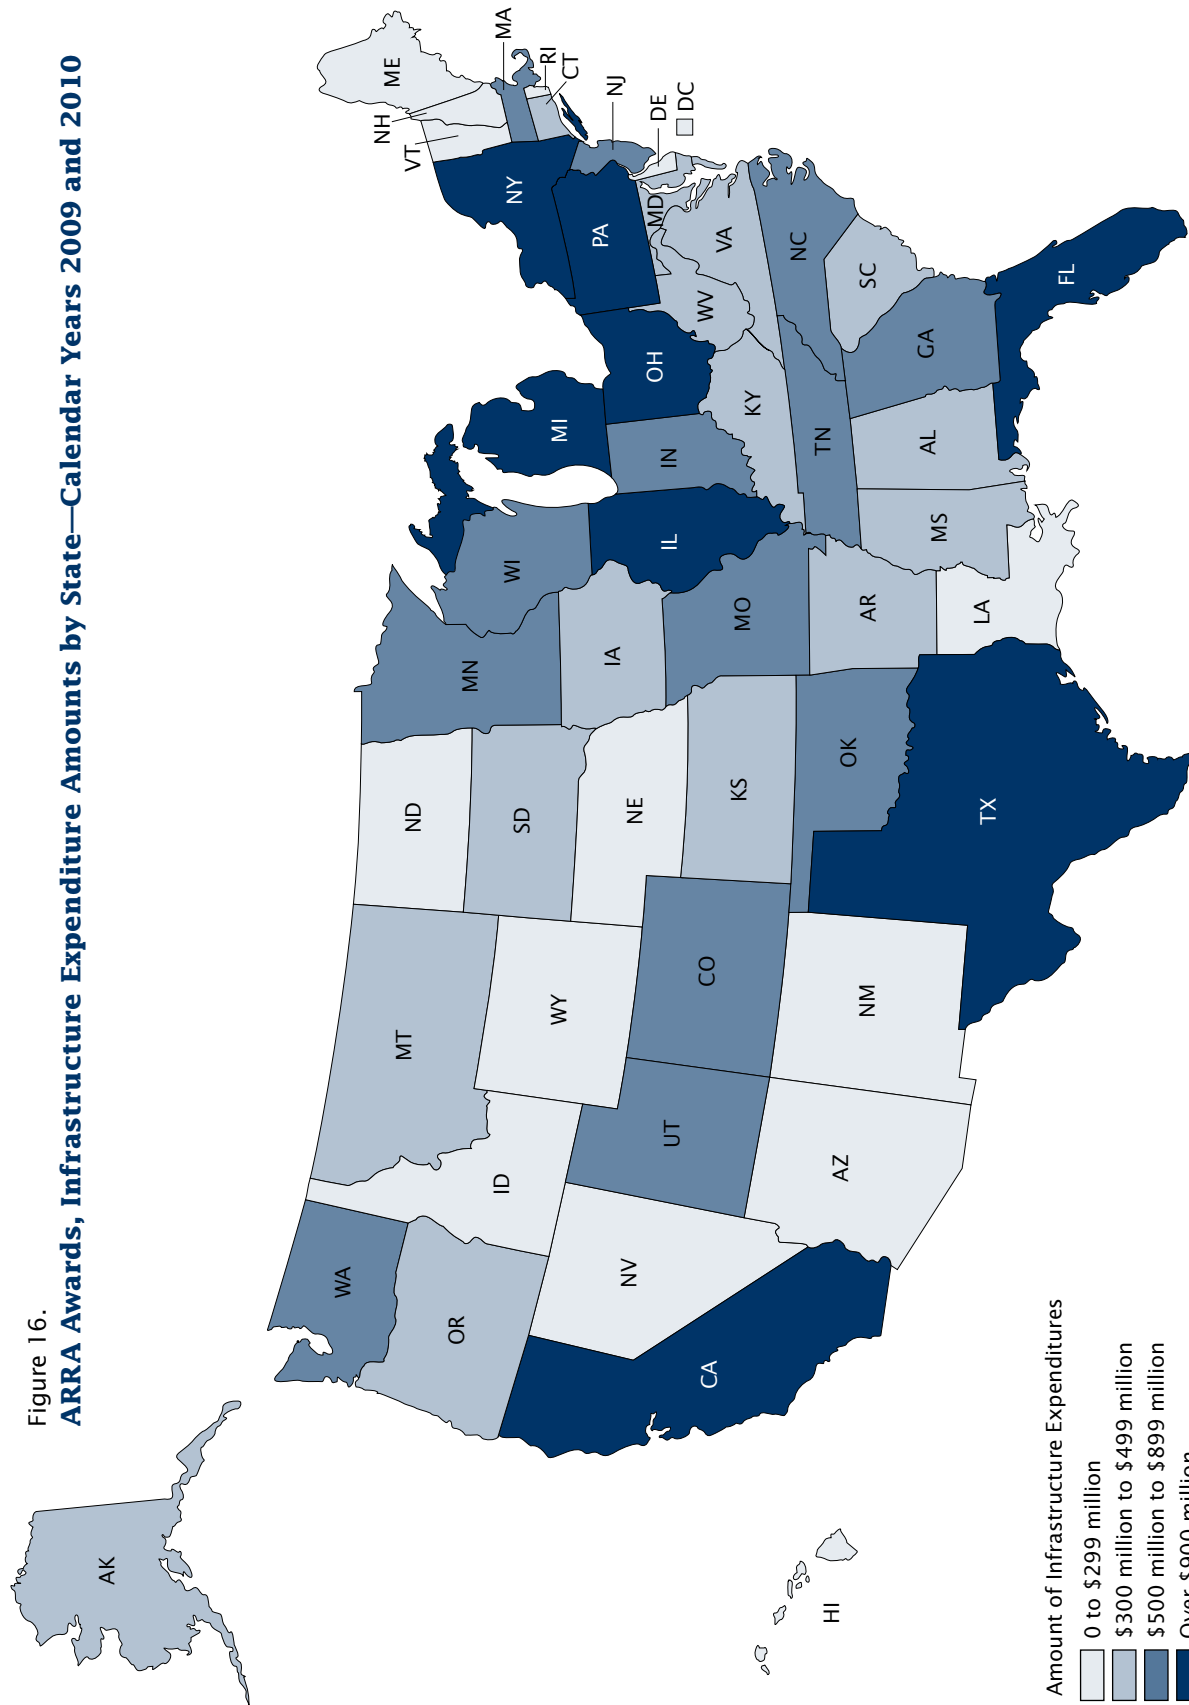 Figure 16.
ARRA Awards, Infrastructure Expenditure Amounts by State—Calendar Years 2009 and 2010
AK
HI
WA
OR
CA
NV
ID
MT
WY
UT
AZ
CO
NM
ND
SD
NE
KS
OK
TX
MN
IA
MO
AR
LA
WI
IL
MI
IN
OH
KY
TN
MS
AL
GA
FL
SC
NC
VA
WV
MD
DC
DE
PA
NJ
NY
CT
RI
MA
VT
NH
ME
Amount of Infrastructure Expenditures
0 to $299 million
$300 million to $499 million
$500 million to $899 million
Over $900 million